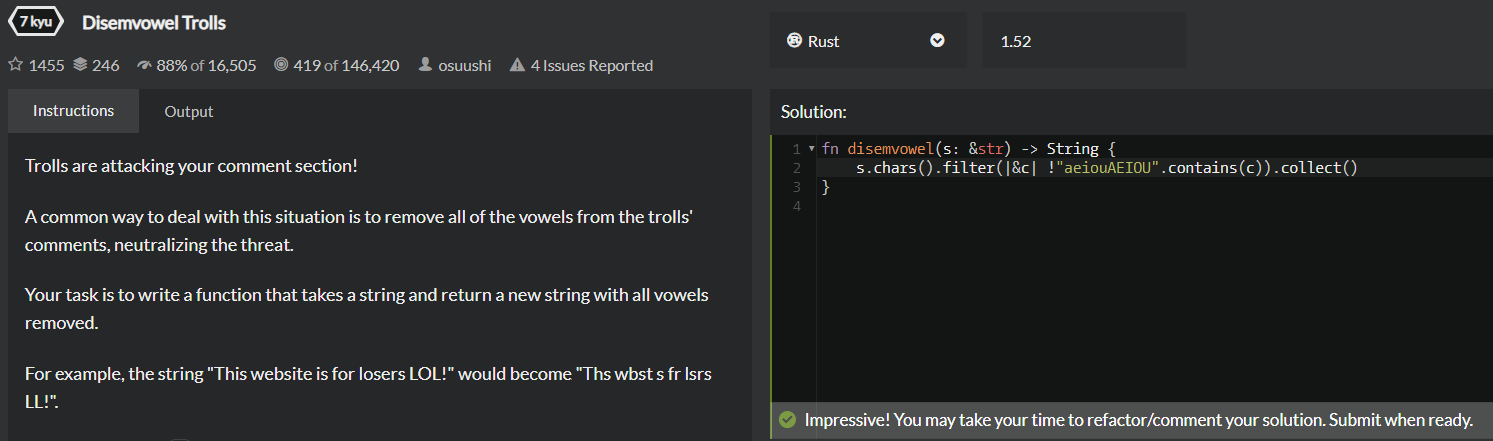 7 kyu Disemvowel Trolls
1455 246 88% of 16,505 419 of 146,420 osuushi 4 Issues Reported
Rust 1.52
Instructions Output
Trolls are attacking your comment section!
A common way to deal with this situation is to remove all of the vowels from the trolls'
comments, neutralizing the threat.
Your task is to write a function that takes a string and return a new string with all vowels
removed.
For example, the string "This website is for losers LOL!" would become "Ths wbst s fr lsrs
LL!".
Solution:
1 fn disemvowel(s: &str) -> String {
2 s.chars().filter(|&c| !"aeiouAEIOU".contains(c)).collect()
3 }
4
Impressive! You may take your time to refactor/comment your solution. Submit when ready.